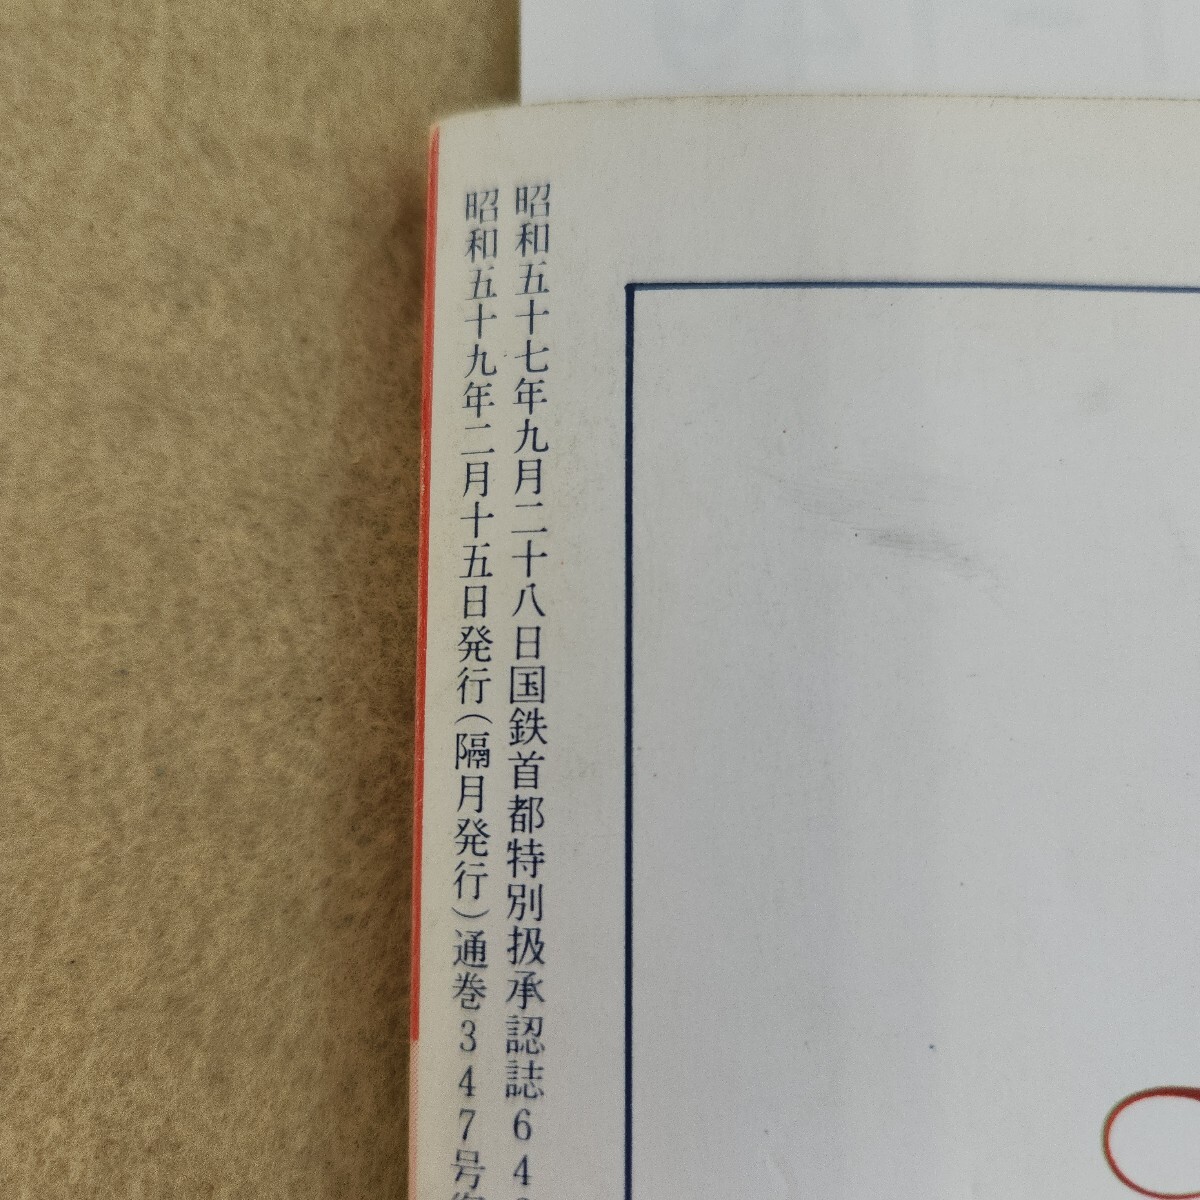 昭和五十七年九月二十八日国鉄首都特別扱承認誌64
昭和五十九年二月十五日発行(隔月発行)通巻347号